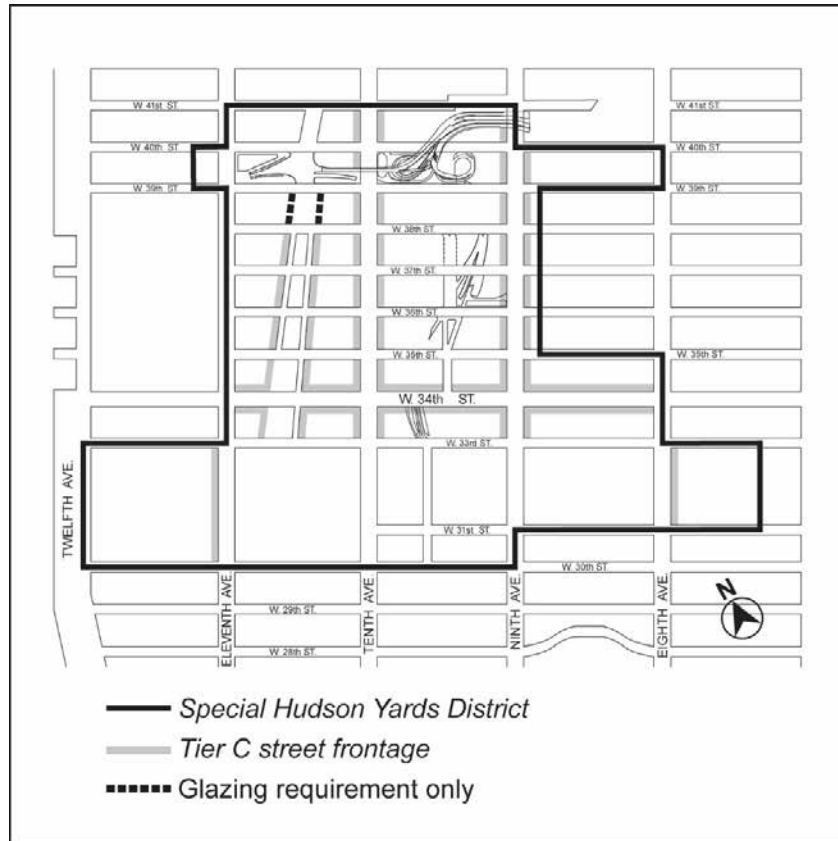 W. 41st ST.
W. 41st ST.
W. 40th ST.
W. 40th ST.
W. 39th ST.
W. 39th ST.
W. 38th ST.
W. 37th ST.
W. 36th ST.
W. 35th ST.
W. 35th ST.
W. 34th ST.
W. 33rd ST.
TWELFTH AVE.
W. 31st ST.
W. 30th ST.
ELEVENTH AVE.
TENTH AVE.
NINTH AVE.
EIGHTH AVE.
N
W. 29th ST.
W. 28th ST.
Special Hudson Yards District
Tier C street frontage
Glazing requirement only